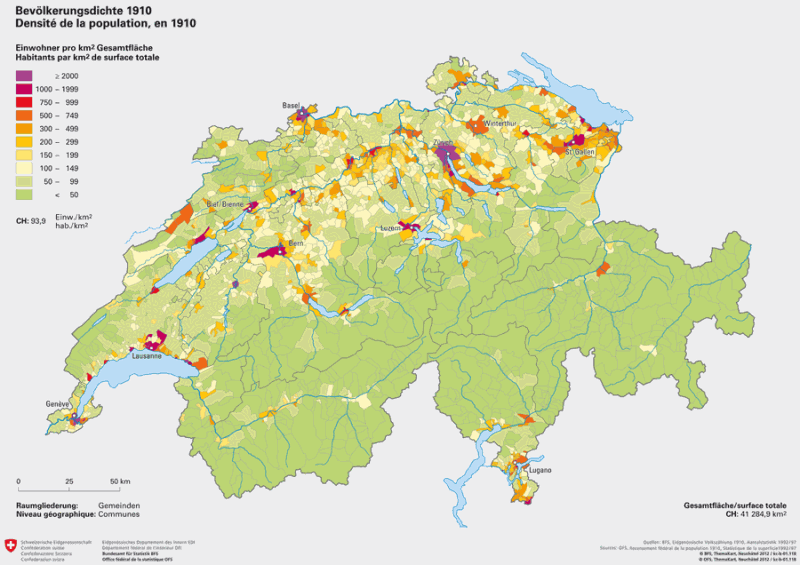 Bevölkerungsdichte 1910
Densité de la population, en 1910
Einwohner pro km² Gesamtfläche
Habitants par km² de surface totale
≥ 2000
1000 – 1999
750 – 999
500 – 749
300 – 499
200 – 299
150 – 199
100 – 149
50 – 99
< 50
CH: 93,9 Einw./km²
hab./km²
Basel
Winterthur
Zürich
St. Gallen
Biel/Bienne
Luzern
Bern
Lausanne
Genève
Lugano
0 25 50 km
Raumgliederung: Gemeinden
Niveau géographique: Communes
Gesamtfläche/surface totale
CH: 41 284,9 km²
Schweizerische Eidgenossenschaft
Confédération suisse
Confederazione Svizzera
Confederaziun svizra
Eidgenössisches Departement des Innern EDI
Département fédéral de l'intérieur DFI
Bundesamt für Statistik BFS
Office fédéral de la statistique OFS
Quellen: BFS, Eidgenössische Volkszählung 1910, Arealstatistik 1992/97
Sources: OFS, Recensement fédéral de la population 1910, Statistique de la superficie 1992/97
© BFS, ThemaKart, Neuchâtel 2012
© OFS, ThemaKart, Neuchâtel 2012